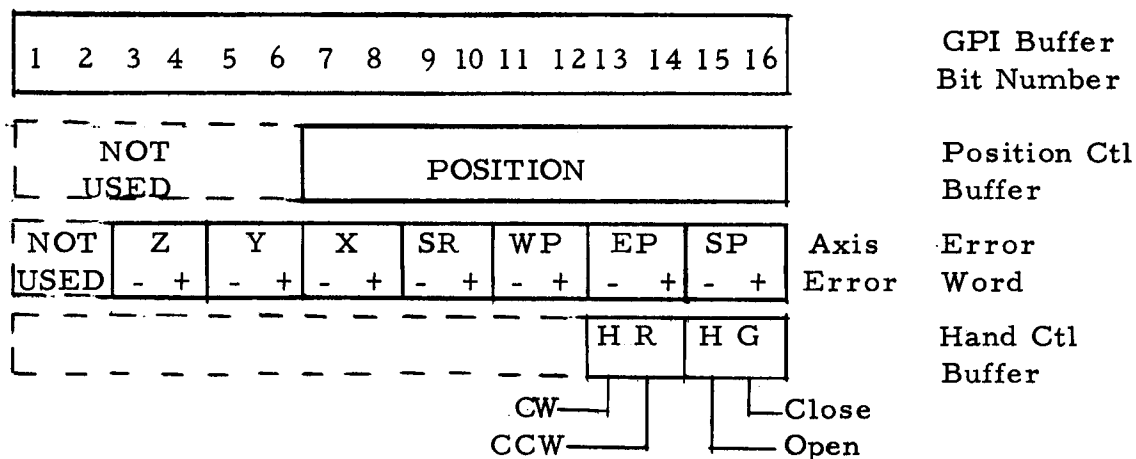 1 2 3 4 5 6 7 8 9 10 11 12 13 14 15 16 GPI Buffer
Bit Number
NOT
USED
POSITION
Position Ctl
Buffer
NOT Z Y X SR WP EP SP Axis Error
USED - + - + - + - + - + - + - + Error Word
H R H G Hand Ctl
Buffer
CW Close
CCW Open